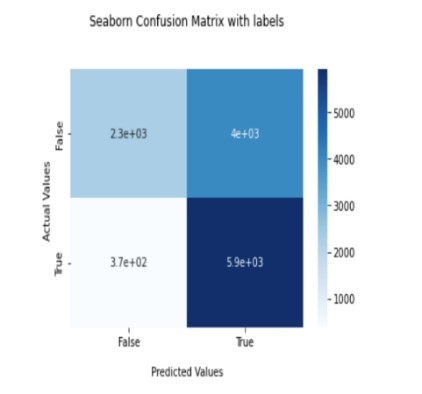 Seaborn Confusion Matrix with labels
Actual Values
False
True
2.3e+03
4e+03
3.7e+02
5.9e+03
False
True
Predicted Values
5000
4000
3000
2000
1000